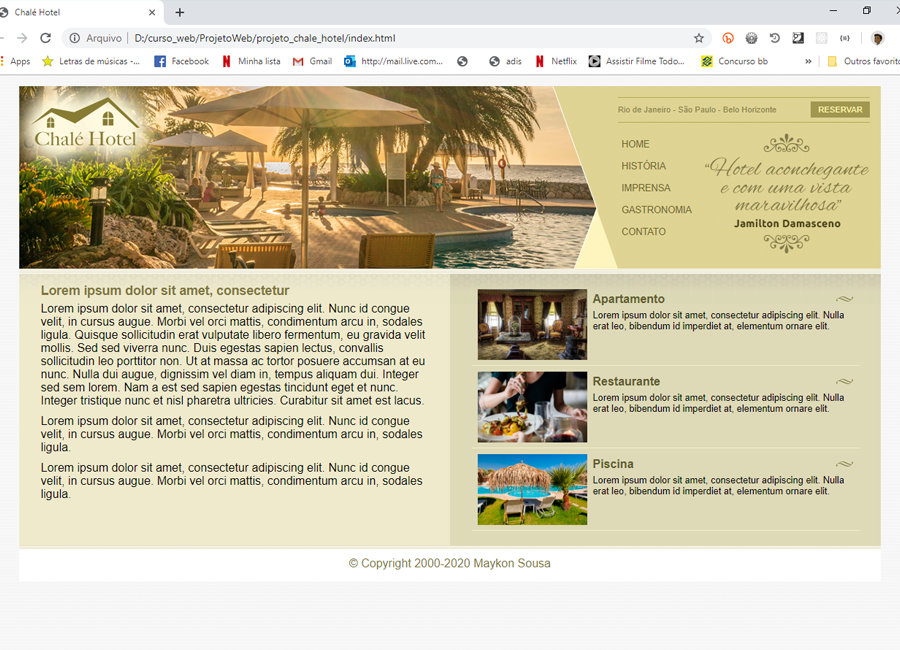 Chalé Hotel
Arquivo | D:/curso_web/ProjetoWeb/projeto_chale_hotel/index.html
Apps Letras de músicas -... Facebook Minha lista Gmail http://mail.live.com... adis Netflix Assistir Filme Todo... Concurso bb » Outros favorit
Chalé Hotel
Rio de Janeiro - São Paulo - Belo Horizonte RESERVAR
HOME
HISTÓRIA
IMPRENSA
GASTRONOMIA
CONTATO
“Hotel aconchegante
e com uma vista
maravilhosa”
Jamilton Damasceno
Lorem ipsum dolor sit amet, consectetur
Lorem ipsum dolor sit amet, consectetur adipiscing elit. Nunc id congue
velit, in cursus augue. Morbi vel orci mattis, condimentum arcu in, sodales
ligula. Quisque sollicitudin erat vulputate libero fermentum, eu gravida velit
mollis. Sed sed viverra nunc. Duis egestas sapien lectus, convallis
sollicitudin leo porttitor non. Ut at massa ac tortor posuere accumsan at eu
nunc. Nulla dui augue, dignissim vel diam in, tempus aliquam dui. Integer
sed sem lorem. Nam a est sed sapien egestas tincidunt eget et nunc.
Integer tristique nunc et nisl pharetra ultricies. Curabitur sit amet est lacus.
Lorem ipsum dolor sit amet, consectetur adipiscing elit. Nunc id congue
velit, in cursus augue. Morbi vel orci mattis, condimentum arcu in, sodales
ligula.
Lorem ipsum dolor sit amet, consectetur adipiscing elit. Nunc id congue
velit, in cursus augue. Morbi vel orci mattis, condimentum arcu in, sodales
ligula.
Apartamento
Lorem ipsum dolor sit amet, consectetur adipiscing elit. Nulla
erat leo, bibendum id imperdiet at, elementum ornare elit.
Restaurante
Lorem ipsum dolor sit amet, consectetur adipiscing elit. Nulla
erat leo, bibendum id imperdiet at, elementum ornare elit.
Piscina
Lorem ipsum dolor sit amet, consectetur adipiscing elit. Nulla
erat leo, bibendum id imperdiet at, elementum ornare elit.
© Copyright 2000-2020 Maykon Sousa